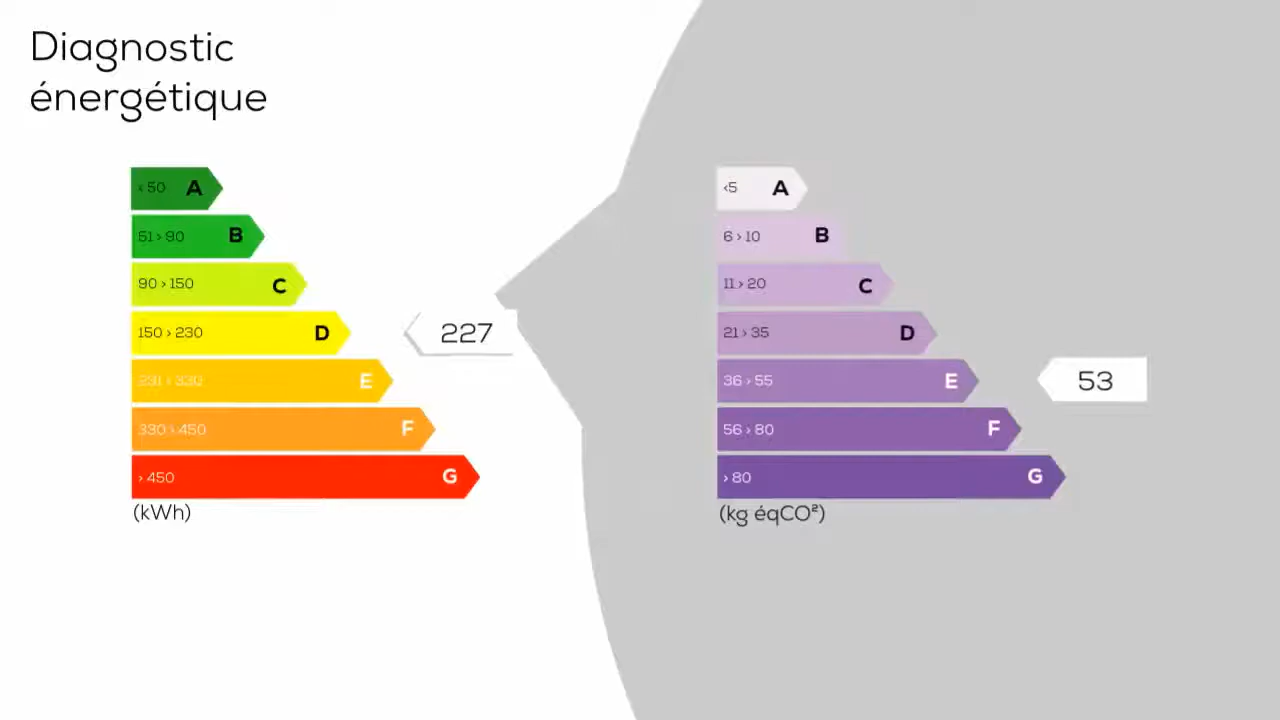 Diagnostic
énergétique
< 50 A
51 > 90 B
90 > 150 C
150 > 230 D
227
231 > 330 E
330 > 450 F
> 450 G
(kWh)
<5 A
6 > 10 B
11 > 20 C
21 > 35 D
36 > 55 E
53
56 > 80 F
> 80 G
(kg éqCO²)